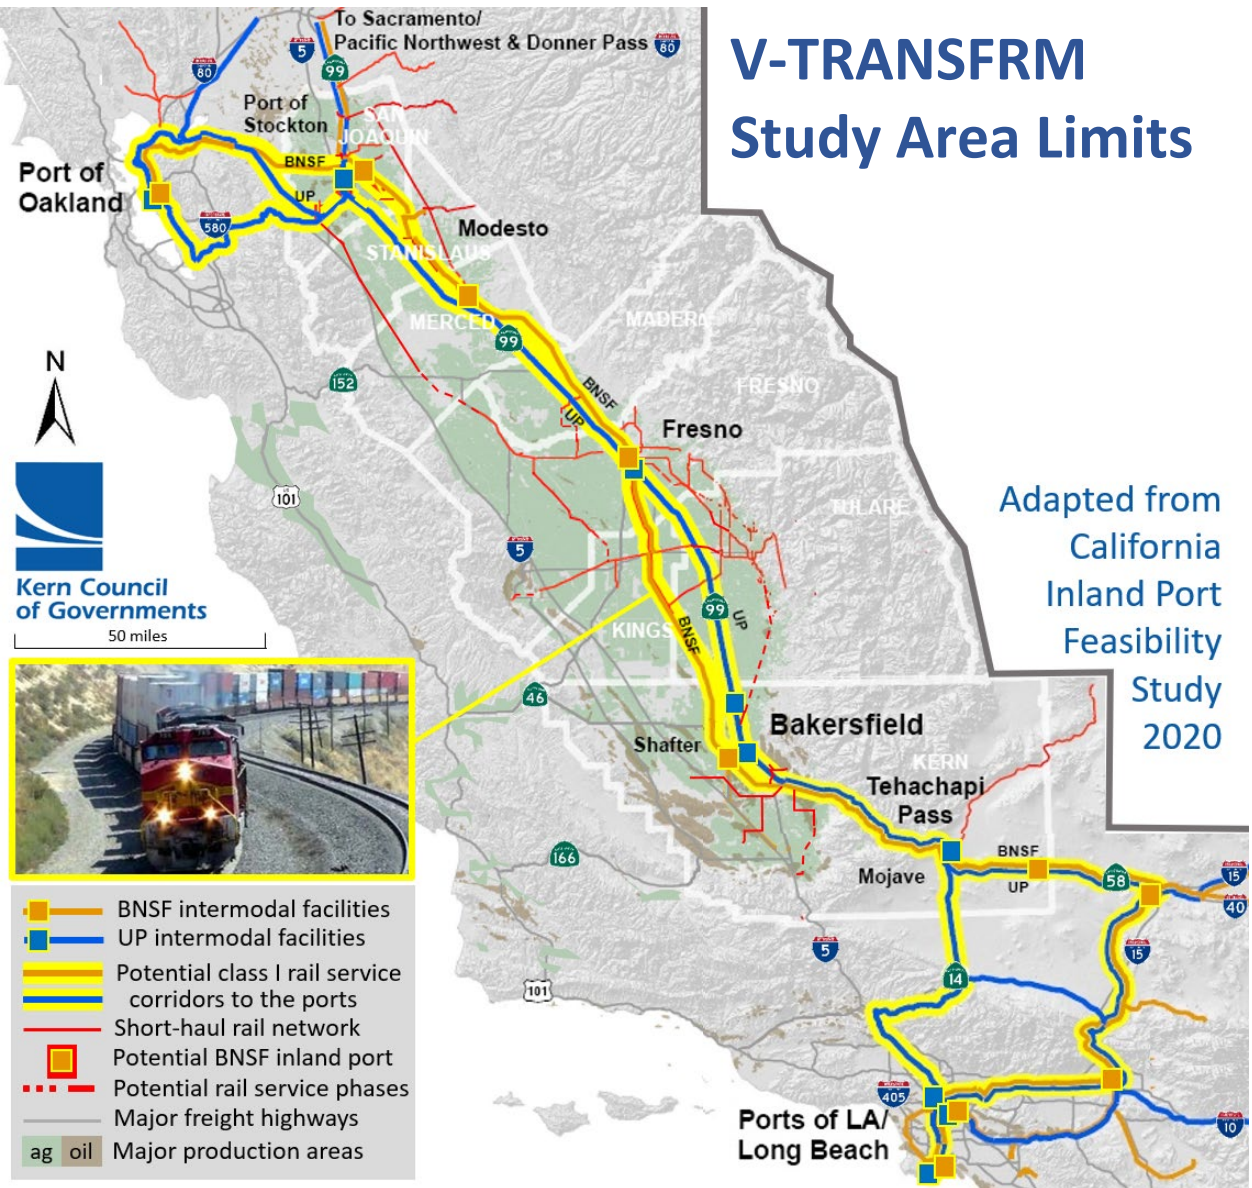 V-TRANSFRM
Study Area Limits
To Sacramento/
Pacific Northwest & Donner Pass
80
5
99
80
Port of
Stockton
SAN
JOAQUIN
BNSF
Port of
Oakland
UP
580
Modesto
STANISLAUS
MERCED
MADERA
99
N
152
BNSF
FRESNO
UP
Fresno
Adapted from
California
Inland Port
Feasibility
Study
2020
101
TULARE
5
Kern Council
of Governments
50 miles
99
UP
KINGS
BNSF
46
Bakersfield
Shafter
KERN
Tehachapi
Pass
166
BNSF
Mojave
UP
58
15
40
5
15
14
101
405
Ports of LA/
Long Beach
10
BNSF intermodal facilities
UP intermodal facilities
Potential class I rail service
corridors to the ports
Short-haul rail network
Potential BNSF inland port
Potential rail service phases
Major freight highways
ag oil Major production areas